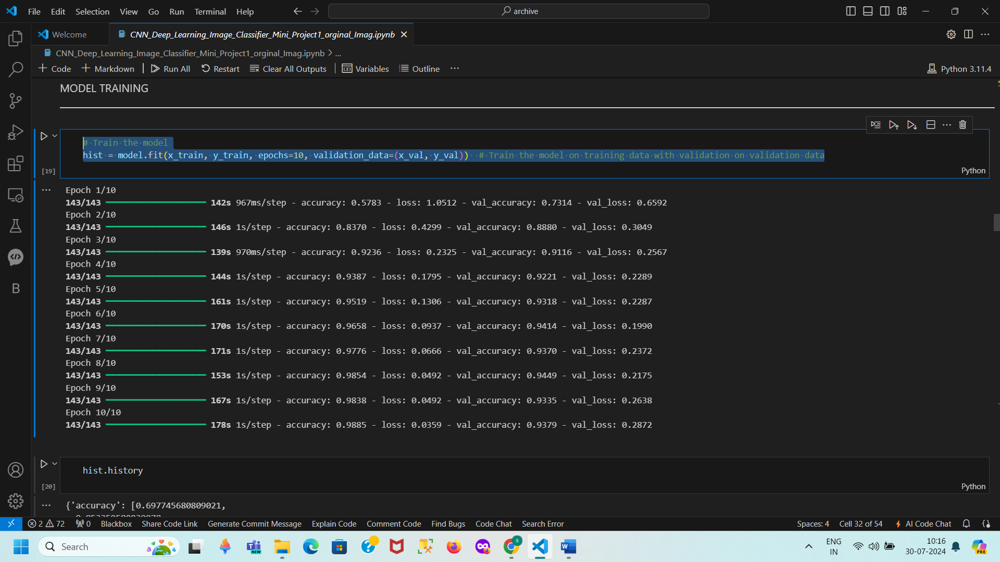 File Edit Selection View Go Run Terminal Help archive
Welcome CNN_Deep_Learning_Image_Classifier_Mini_Project1_orginal_Imag.ipynb
CNN_Deep_Learning_Image_Classifier_Mini_Project1_orginal_Imag.ipynb > ...
+ Code + Markdown | Run All Restart Clear All Outputs | Variables Outline ... Python 3.11.4
MODEL TRAINING
# Train the model
hist = model.fit(x_train, y_train, epochs=10, validation_data=(x_val, y_val)) # Train the model on training data with validation on validation data
[19] Python
Epoch 1/10
143/143 142s 967ms/step - accuracy: 0.5783 - loss: 1.0512 - val_accuracy: 0.7314 - val_loss: 0.6592
Epoch 2/10
143/143 146s 1s/step - accuracy: 0.8370 - loss: 0.4299 - val_accuracy: 0.8880 - val_loss: 0.3049
Epoch 3/10
143/143 139s 970ms/step - accuracy: 0.9236 - loss: 0.2325 - val_accuracy: 0.9116 - val_loss: 0.2567
Epoch 4/10
143/143 144s 1s/step - accuracy: 0.9387 - loss: 0.1795 - val_accuracy: 0.9221 - val_loss: 0.2289
Epoch 5/10
143/143 161s 1s/step - accuracy: 0.9519 - loss: 0.1306 - val_accuracy: 0.9318 - val_loss: 0.2287
Epoch 6/10
143/143 170s 1s/step - accuracy: 0.9658 - loss: 0.0937 - val_accuracy: 0.9414 - val_loss: 0.1990
Epoch 7/10
143/143 171s 1s/step - accuracy: 0.9776 - loss: 0.0666 - val_accuracy: 0.9370 - val_loss: 0.2372
Epoch 8/10
143/143 153s 1s/step - accuracy: 0.9854 - loss: 0.0492 - val_accuracy: 0.9449 - val_loss: 0.2175
Epoch 9/10
143/143 167s 1s/step - accuracy: 0.9838 - loss: 0.0492 - val_accuracy: 0.9335 - val_loss: 0.2638
Epoch 10/10
143/143 178s 1s/step - accuracy: 0.9885 - loss: 0.0359 - val_accuracy: 0.9379 - val_loss: 0.2872
hist.history
[20] Python
{'accuracy': [0.697745680809021,
2 72 0 Blackbox Share Code Link Generate Commit Message Explain Code Comment Code Find Bugs Code Chat Search Error Spaces: 4 Cell 32 of 54 AI Code Chat
Search ENG 10:16
IN 30-07-2024
NEW PRE
B